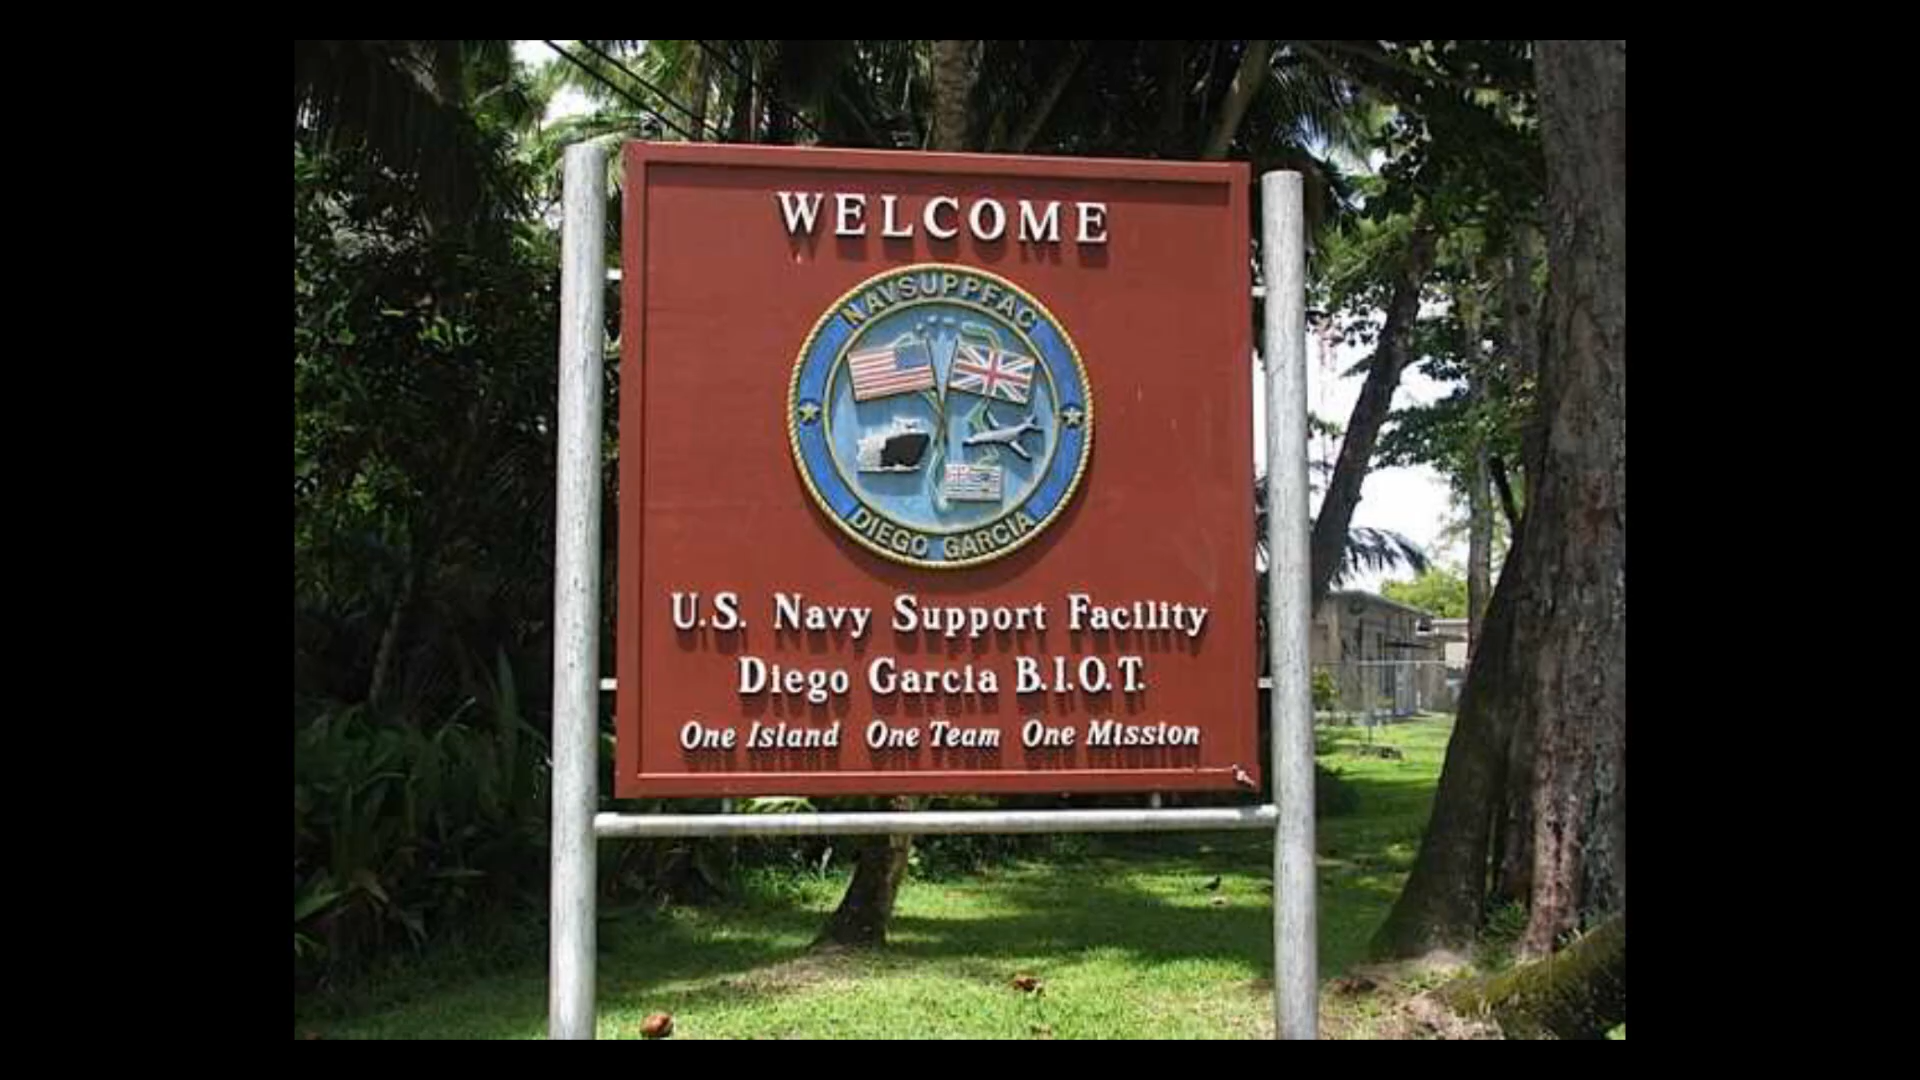 WELCOME
NAVSUPPFAC
DIEGO GARCIA
U.S. Navy Support Facility
Diego Garcia B.I.O.T.
One Island One Team One Mission